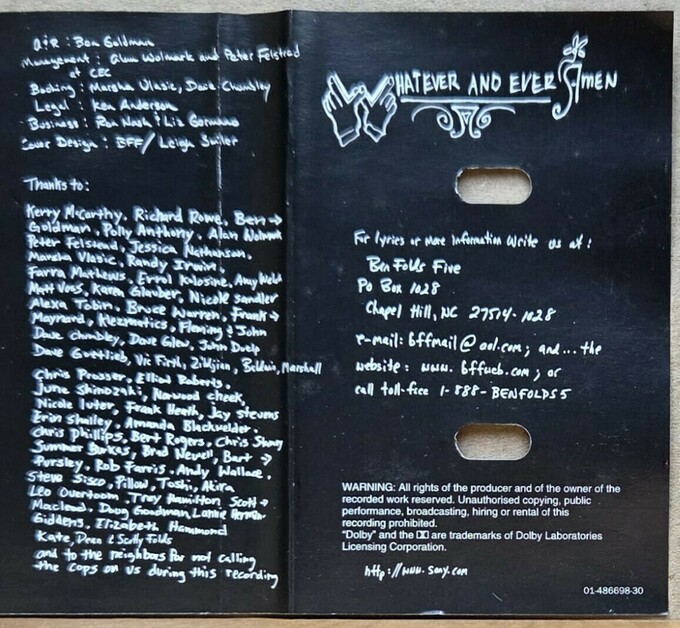 A+R : Ben Goldman
Management : Alan Wolmark and Peter Felstead
at CEC
Booking : Marsha Vlasic, Dave Chumbley
Legal : Ken Anderson
Business : Ron Nash : Liz Gormann
Cover Design : BFF/Leigh Smiler
Thanks to:
Kerry McCarthy, Richard Rowe, Ben →
Goldman, Polly Anthony, Alan Wolmark
Peter Felstead, Jessica Nathanson,
Marsha Vlasic, Randy Irwin,
Farra Mathews, Errol Kolosine, Amy Weld
Matt Voss, Karen Glauber, Nicole Sandler
Alexa Tobin, Bruce Warren, Frank →
Maynard, Klezmatics, Fleming & John
Dave Chumbley, Dave Glew, John Doelp
Dave Gottlieb, Vic Firth, Zildjian, Baldwin, Marshall
Chris Prosser, Elliot Roberts,
June Shinozaki, Norwood cheek,
Nicole luter, Frank Heath, Jay Stevens
Erin Smiley, Amanda Blackwelder,
Chris Phillips, Bert Rogers, Chris
Summer Burkes, Brad Newell, Bart →
Pursley, Rob Farris, Andy Wallace,
Steve Sisco, Pillow, Toshi, Akira
Leo Overtoom, Troy Hamilton, Scott →
Macleod, Doug Goodman, Lonnie
Giddens, Elizabeth Hammond
Kate, Dean & Scotty Folds
and to the neighbors for not calling
the cops on us during this recording
WHATEVER AND EVER AMEN
For lyrics or more Information Write us at :
Ben Folds Five
PO Box 1028
Chapel Hill, NC 27514-1028
e-mail: bffmail@aol.com; and... the
website: www.bffweb.com; or
call toll-free 1-888-BENFOLDS5
WARNING: All rights of the producer and of the owner of the
recorded work reserved. Unauthorised copying, public
performance, broadcasting, hiring or rental of this
recording prohibited.
"Dolby" and the are trademarks of Dolby Laboratories
Licensing Corporation.
http://www.sony.com
01-486698-30